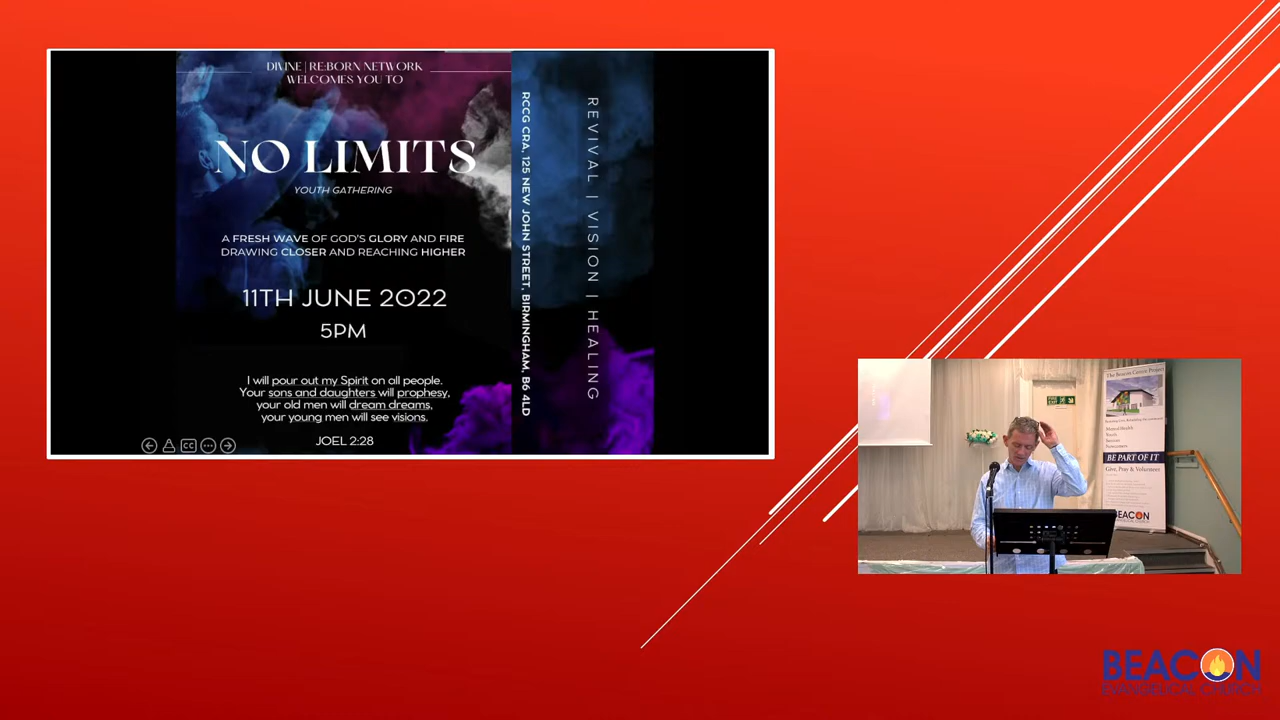 DIVINE | RE:BORN NETWORK
WELCOMES YOU TO
NO LIMITS
YOUTH GATHERING
A FRESH WAVE OF GOD'S GLORY AND FIRE
DRAWING CLOSER AND REACHING HIGHER
11TH JUNE 2022
5PM
I will pour out my Spirit on all people.
Your sons and daughters will prophesy,
your old men will dream dreams,
your young men will see visions.
JOEL 2:28
RCCG CRA, 125 NEW JOHN STREET, BIRMINGHAM, B6 4LD
REVIVAL | VISION | HEALING
CC
The Beacon Centre Project
Mental Health
Youth
BE PART OF IT
Give, Pray & Volunteer
BEACON
BEACON
EVANGELICAL CHURCH